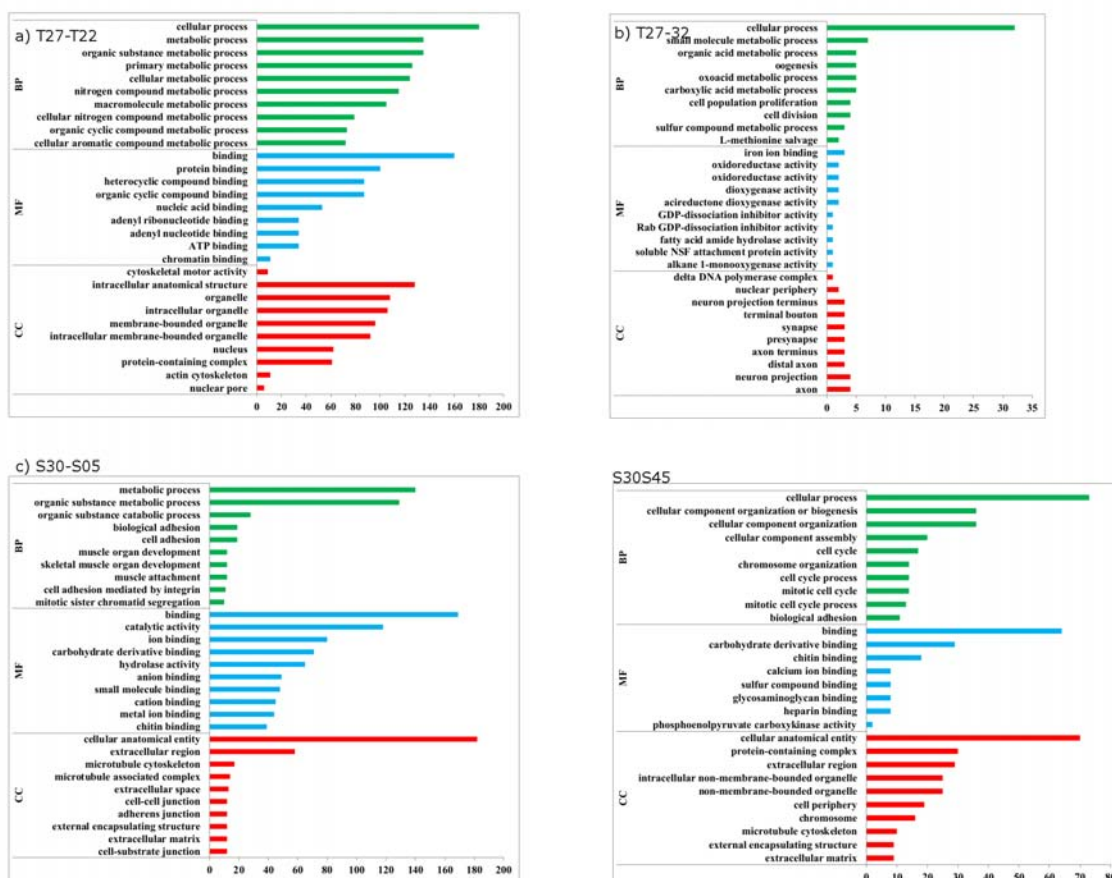 a) T27-T22
BP
cellular process
metabolic process
organic substance metabolic process
primary metabolic process
cellular metabolic process
nitrogen compound metabolic process
macromolecule metabolic process
cellular nitrogen compound metabolic process
organic cyclic compound metabolic process
cellular aromatic compound metabolic process
MF
binding
protein binding
heterocyclic compound binding
organic cyclic compound binding
nucleic acid binding
adenyl ribonucleotide binding
adenyl nucleotide binding
ATP binding
chromatin binding
cytoskeletal motor activity
CC
intracellular anatomical structure
organelle
intracellular organelle
membrane-bounded organelle
intracellular membrane-bounded organelle
nucleus
protein-containing complex
actin cytoskeleton
nuclear pore
0 20 40 60 80 100 120 140 160 180 200
b) T27-32
BP
cellular process
small molecule metabolic process
organic acid metabolic process
oogenesis
oxoacid metabolic process
carboxylic acid metabolic process
cell population proliferation
cell division
sulfur compound metabolic process
L-methionine salvage
MF
iron ion binding
oxidoreductase activity
oxidoreductase activity
dioxygenase activity
acireductone dioxygenase activity
GDP-dissociation inhibitor activity
Rab GDP-dissociation inhibitor activity
fatty acid amide hydrolase activity
soluble NSF attachment protein activity
alkane 1-monooxygenase activity
CC
delta DNA polymerase complex
nuclear periphery
neuron projection terminus
terminal bouton
synapse
presynapse
axon terminus
distal axon
neuron projection
axon
0 5 10 15 20 25 30 35
c) S30-S05
BP
metabolic process
organic substance metabolic process
organic substance catabolic process
biological adhesion
cell adhesion
muscle organ development
skeletal muscle organ development
muscle attachment
cell adhesion mediated by integrin
mitotic sister chromatid segregation
MF
binding
catalytic activity
ion binding
carbohydrate derivative binding
hydrolase activity
anion binding
small molecule binding
cation binding
metal ion binding
chitin binding
CC
cellular anatomical entity
extracellular region
microtubule cytoskeleton
microtubule associated complex
extracellular space
cell-cell junction
adherens junction
external encapsulating structure
extracellular matrix
cell-substrate junction
0 20 40 60 80 100 120 140 160 180 200
S30S45
BP
cellular process
cellular component organization or biogenesis
cellular component organization
cellular component assembly
cell cycle
chromosome organization
cell cycle process
mitotic cell cycle
mitotic cell cycle process
biological adhesion
MF
binding
carbohydrate derivative binding
chitin binding
calcium ion binding
sulfur compound binding
glycosaminoglycan binding
heparin binding
phosphoenolpyruvate carboxykinase activity
CC
cellular anatomical entity
protein-containing complex
extracellular region
intracellular non-membrane-bounded organelle
non-membrane-bounded organelle
cell periphery
chromosome
microtubule cytoskeleton
external encapsulating structure
extracellular matrix
0 10 20 30 40 50 60 70 80